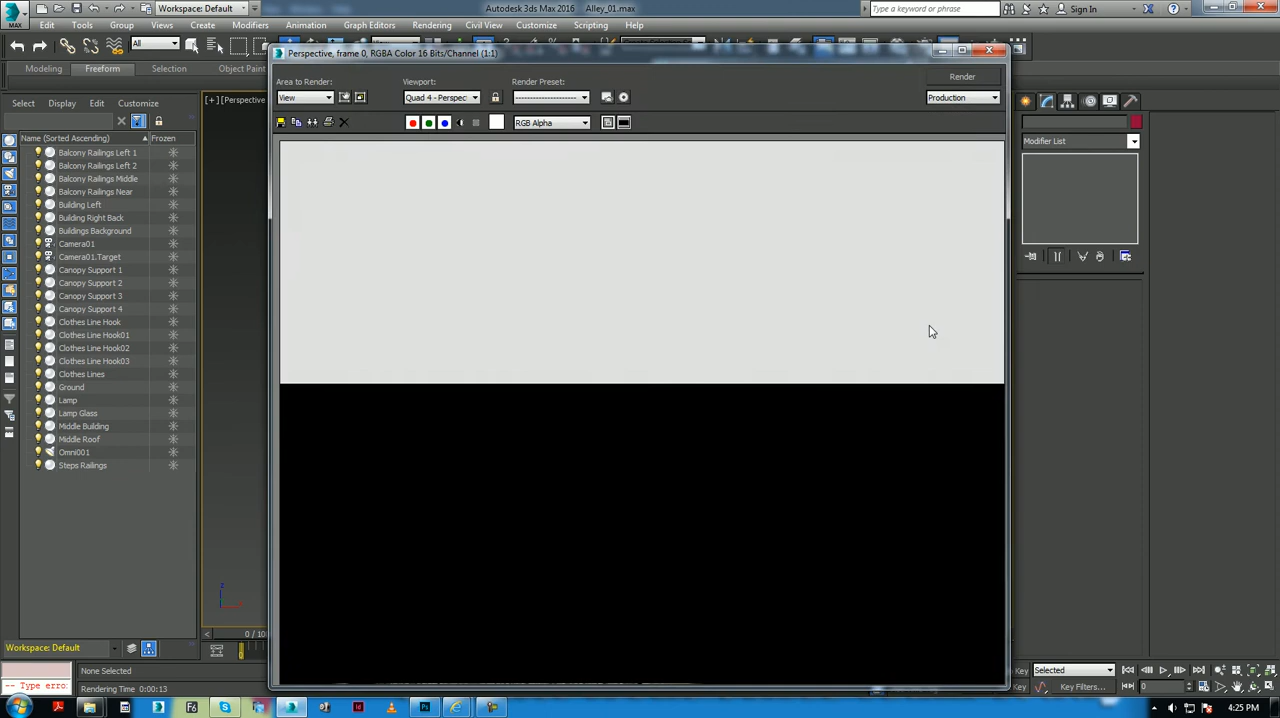 MAX
Workspace: Default
Autodesk 3ds Max 2016    Alley_01.max
Type a keyword or phrase
Sign In
Edit Tools Group Views Create Modifiers Animation Graph Editors Rendering Civil View Customize Scripting Help
All
Perspective, frame 0, RGBA Color 16 Bits/Channel (1:1)
Modeling Freeform Selection Object Paint
Area to Render: Viewport: Render Preset: Render
View Quad 4 - Perspec Production
Select Display Edit Customize
[+] [Perspective
RGB Alpha
Name (Sorted Ascending) Frozen
Modifier List
Balcony Railings Left 1
Balcony Railings Left 2
Balcony Railings Middle
Balcony Railings Near
Building Left
Building Right Back
Buildings Background
Camera01
Camera01.Target
Canopy Support 1
Canopy Support 2
Canopy Support 3
Canopy Support 4
Clothes Line Hook
Clothes Line Hook01
Clothes Line Hook02
Clothes Line Hook03
Clothes Lines
Ground
Lamp
Lamp Glass
Middle Building
Middle Roof
Omni001
Steps Railings
z
0 / 10
Workspace: Default
None Selected
Key Selected
-- Type erro:
Rendering Time 0:00:13
Key Key Filters... 0
4:25 PM